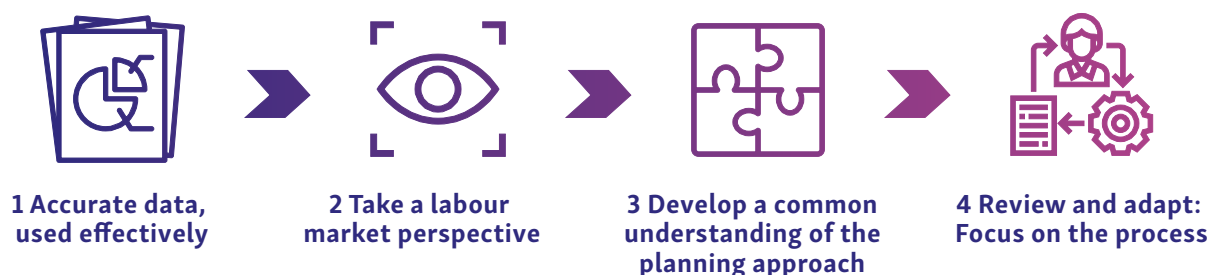 1 Accurate data,
used effectively
2 Take a labour
market perspective
3 Develop a common
understanding of the
planning approach
4 Review and adapt:
Focus on the process